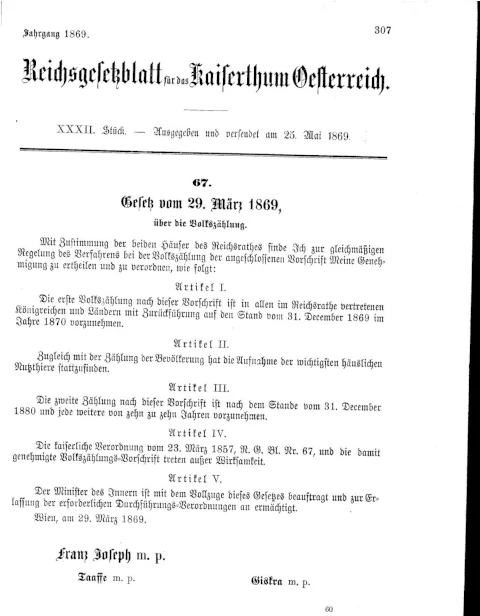 Jahrgang 1869.
307
Reichsgesetzblatt für das Kaiserthum Oesterreich.
XXXII. Stück. — Ausgegeben und versendet am 25. Mai 1869.
67.
Gesetz vom 29. März 1869,
über die Volkszählung.
Mit Zustimmung der beiden Häuser des Reichsrathes finde Ich zur gleichmäßigen
Regelung des Verfahrens bei der Volkszählung der angeschlossenen Vorschrift Meine Geneh-
migung zu ertheilen und zu verordnen, wie folgt:
Artikel I.
Die erste Volkszählung nach dieser Vorschrift ist in allen im Reichsrathe vertretenen
Königreichen und Ländern mit Zurückführung auf den Stand vom 31. December 1869 im
Jahre 1870 vorzunehmen.
Artikel II.
Zugleich mit der Zählung der Bevölkerung hat die Aufnahme der wichtigsten häuslichen
Nutzthiere stattzufinden.
Artikel III.
Die zweite Zählung nach dieser Vorschrift ist nach dem Stande vom 31. December
1880 und jede weitere von zehn zu zehn Jahren vorzunehmen.
Artikel IV.
Die kaiserliche Verordnung vom 23. März 1857, R. G. Bl. Nr. 67, und die damit
genehmigte Volkszählungs-Vorschrift treten außer Wirksamkeit.
Artikel V.
Der Minister des Innern ist mit dem Vollzuge dieses Gesetzes beauftragt und zur Er-
lassung der erforderlichen Durchführungs-Verordnungen an ermächtigt.
Wien, am 29. März 1869.
Franz Joseph m. p.
Taaffe m. p.
Giskra m. p.
60